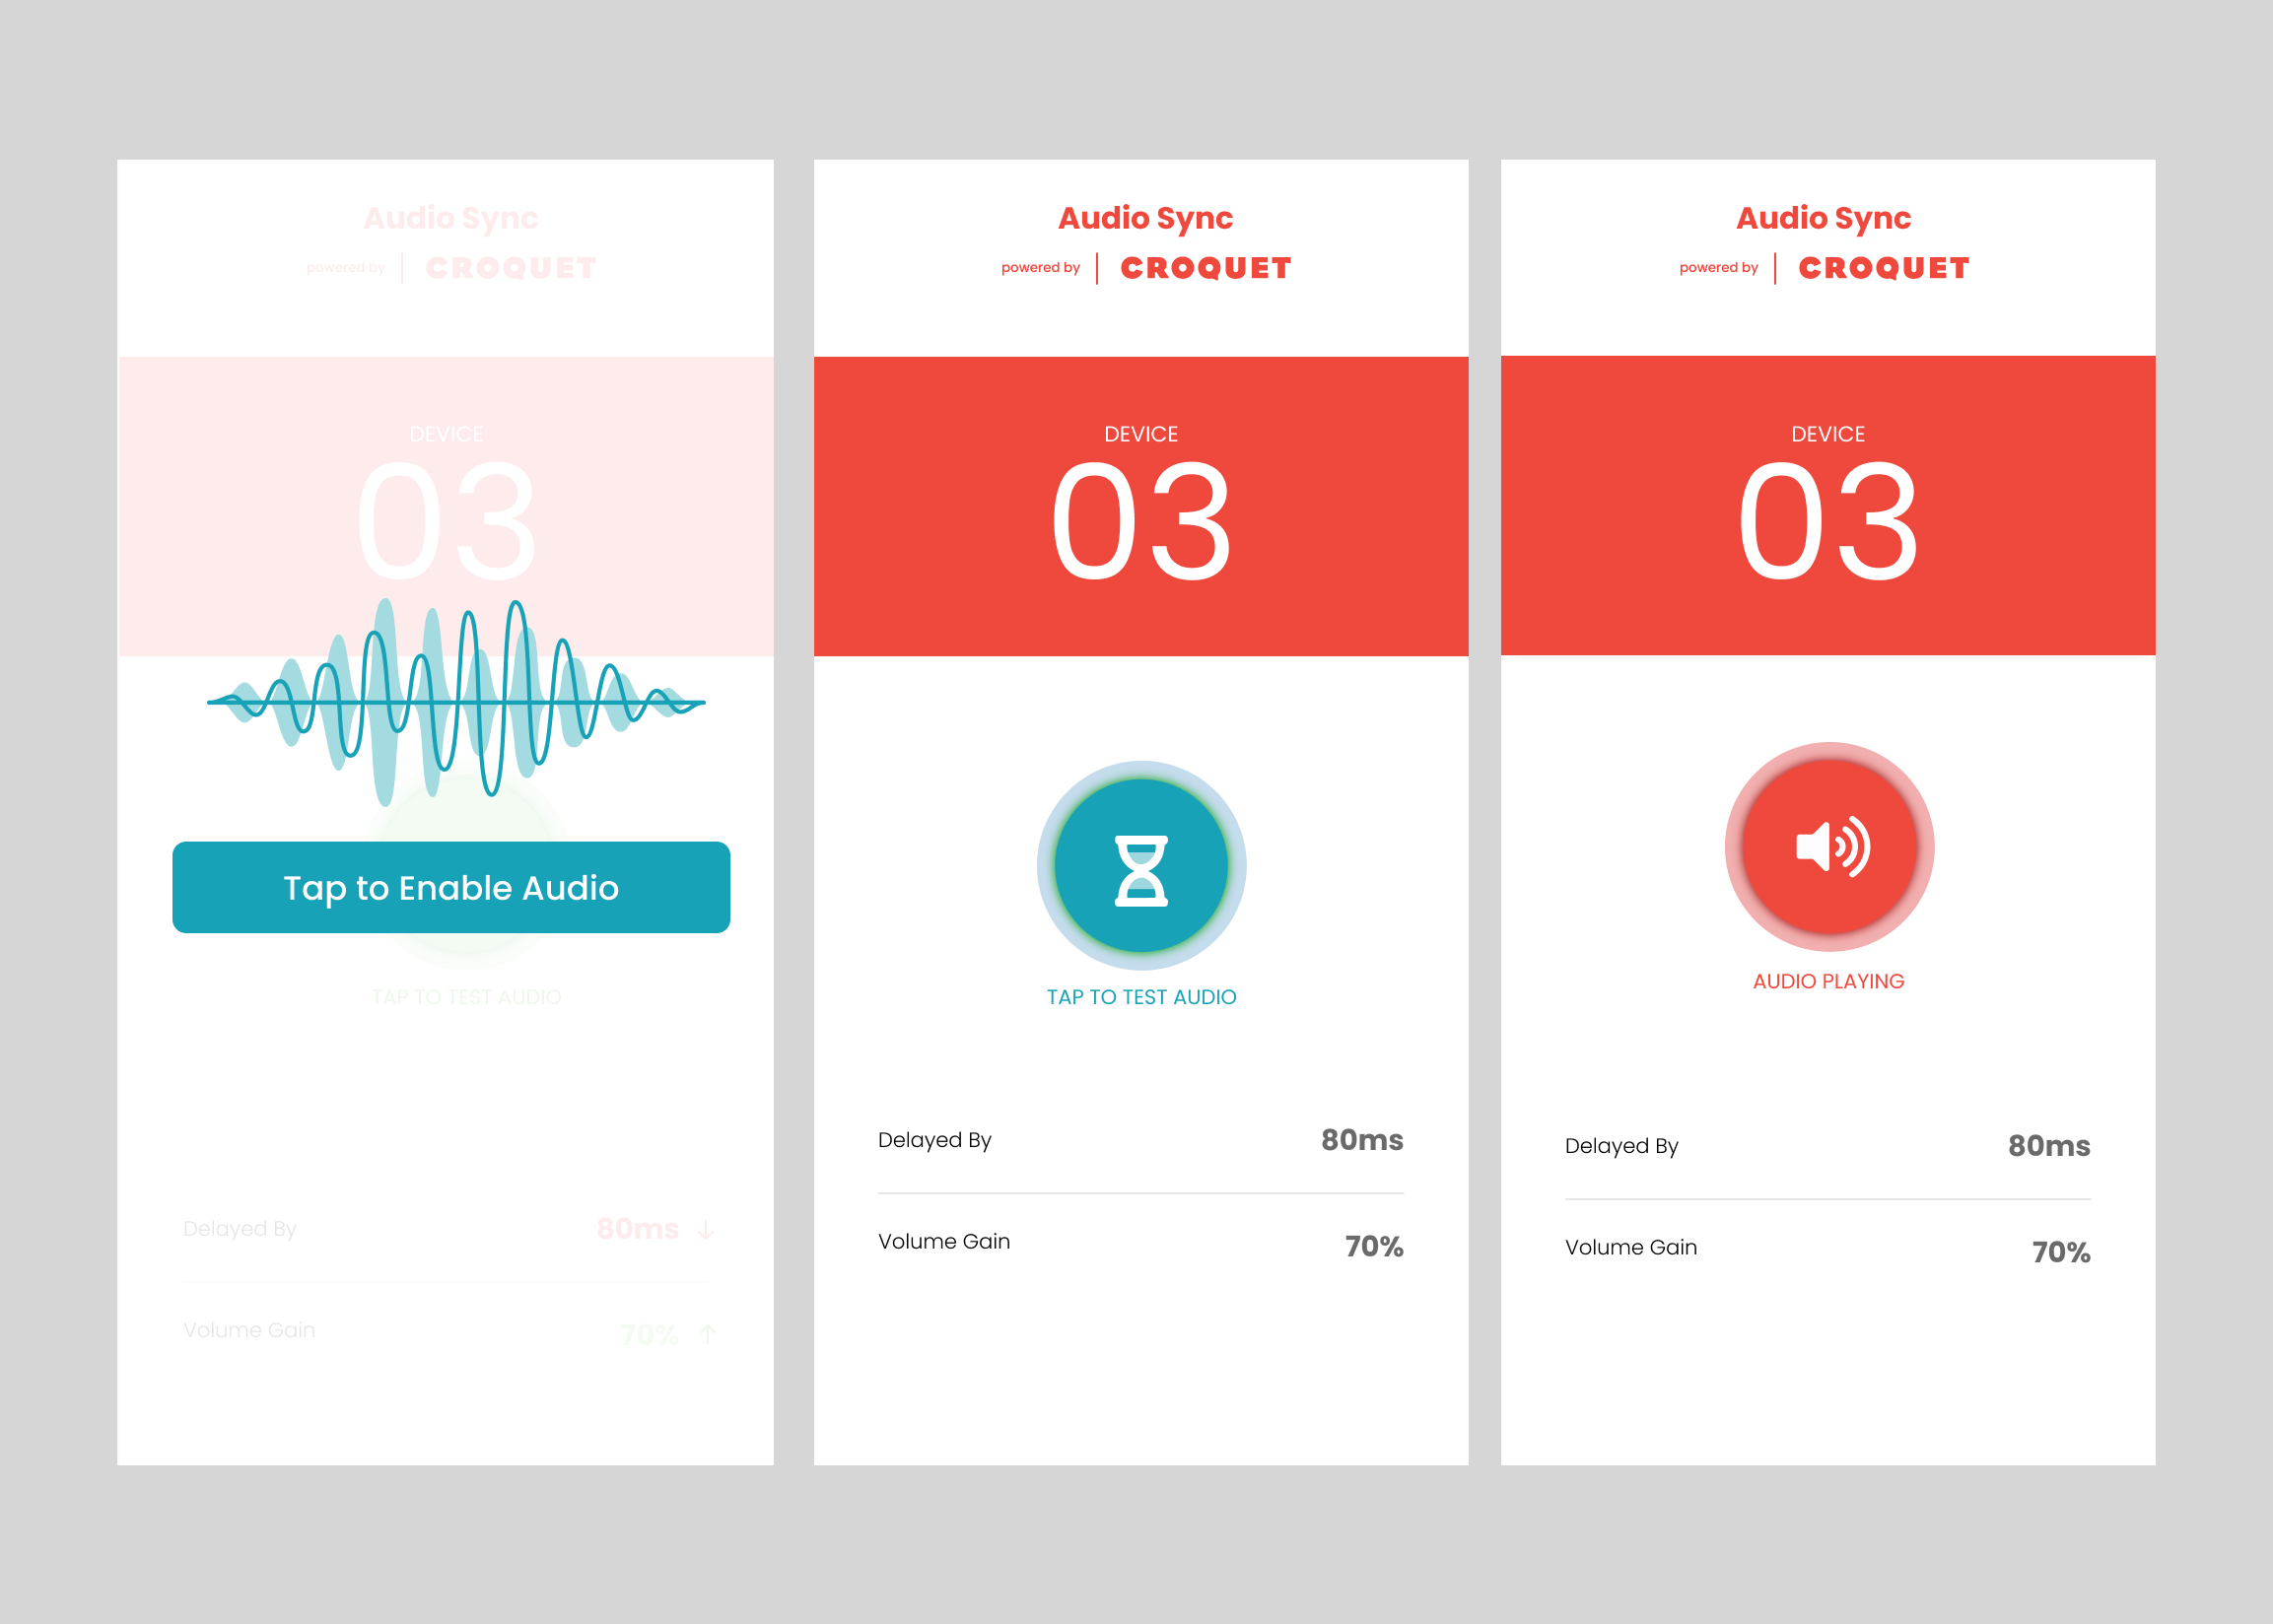 Audio Sync
powered by CROQUET
DEVICE
03
Tap to Enable Audio
TAP TO TEST AUDIO
Delayed By 80ms ↓
Volume Gain 70% ↑
Audio Sync
powered by CROQUET
DEVICE
03
TAP TO TEST AUDIO
Delayed By 80ms
Volume Gain 70%
Audio Sync
powered by CROQUET
DEVICE
03
AUDIO PLAYING
Delayed By 80ms
Volume Gain 70%